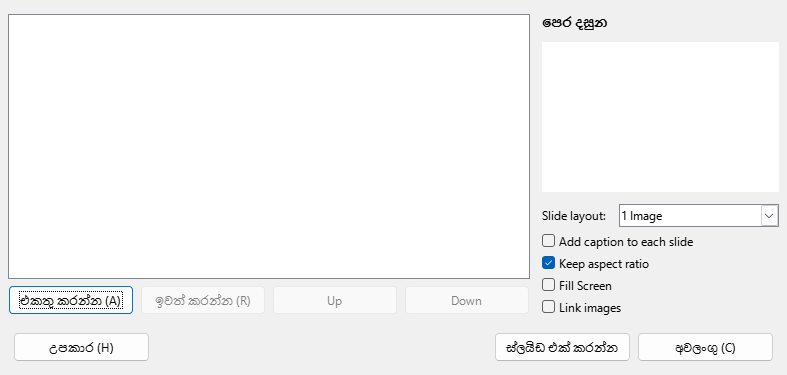 පෙර දසුන
Slide layout: 1 Image
Add caption to each slide
Keep aspect ratio
Fill Screen
Link images
එකතු කරන්න (A) ඉවත් කරන්න (R) Up Down
උපකාර (H) ස්ලයිඩ එක් කරන්න අවලංගු (C)